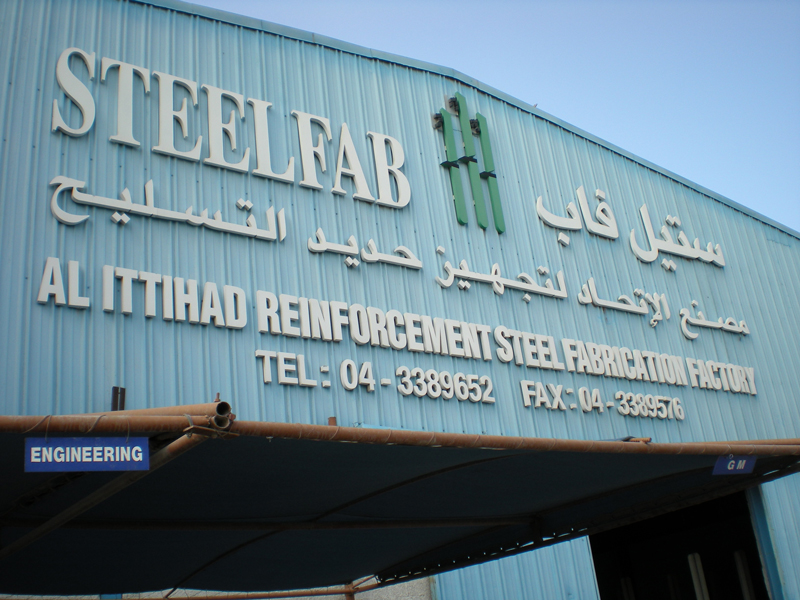 STEELFAB
ستيل فاب
مصنع الإتحاد لتجهيز حديد القسليح
AL ITTIHAD REINFORCEMENT STEEL FABRICATION FACTORY
TEL: 04-3389652 FAX: 04-3389576
ENGINEERING
GM